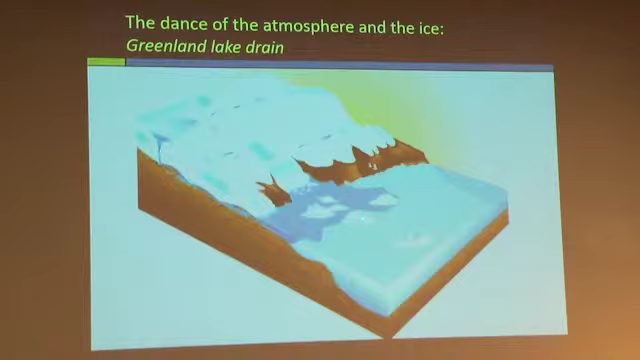 The dance of the atmosphere and the ice:
Greenland lake drain